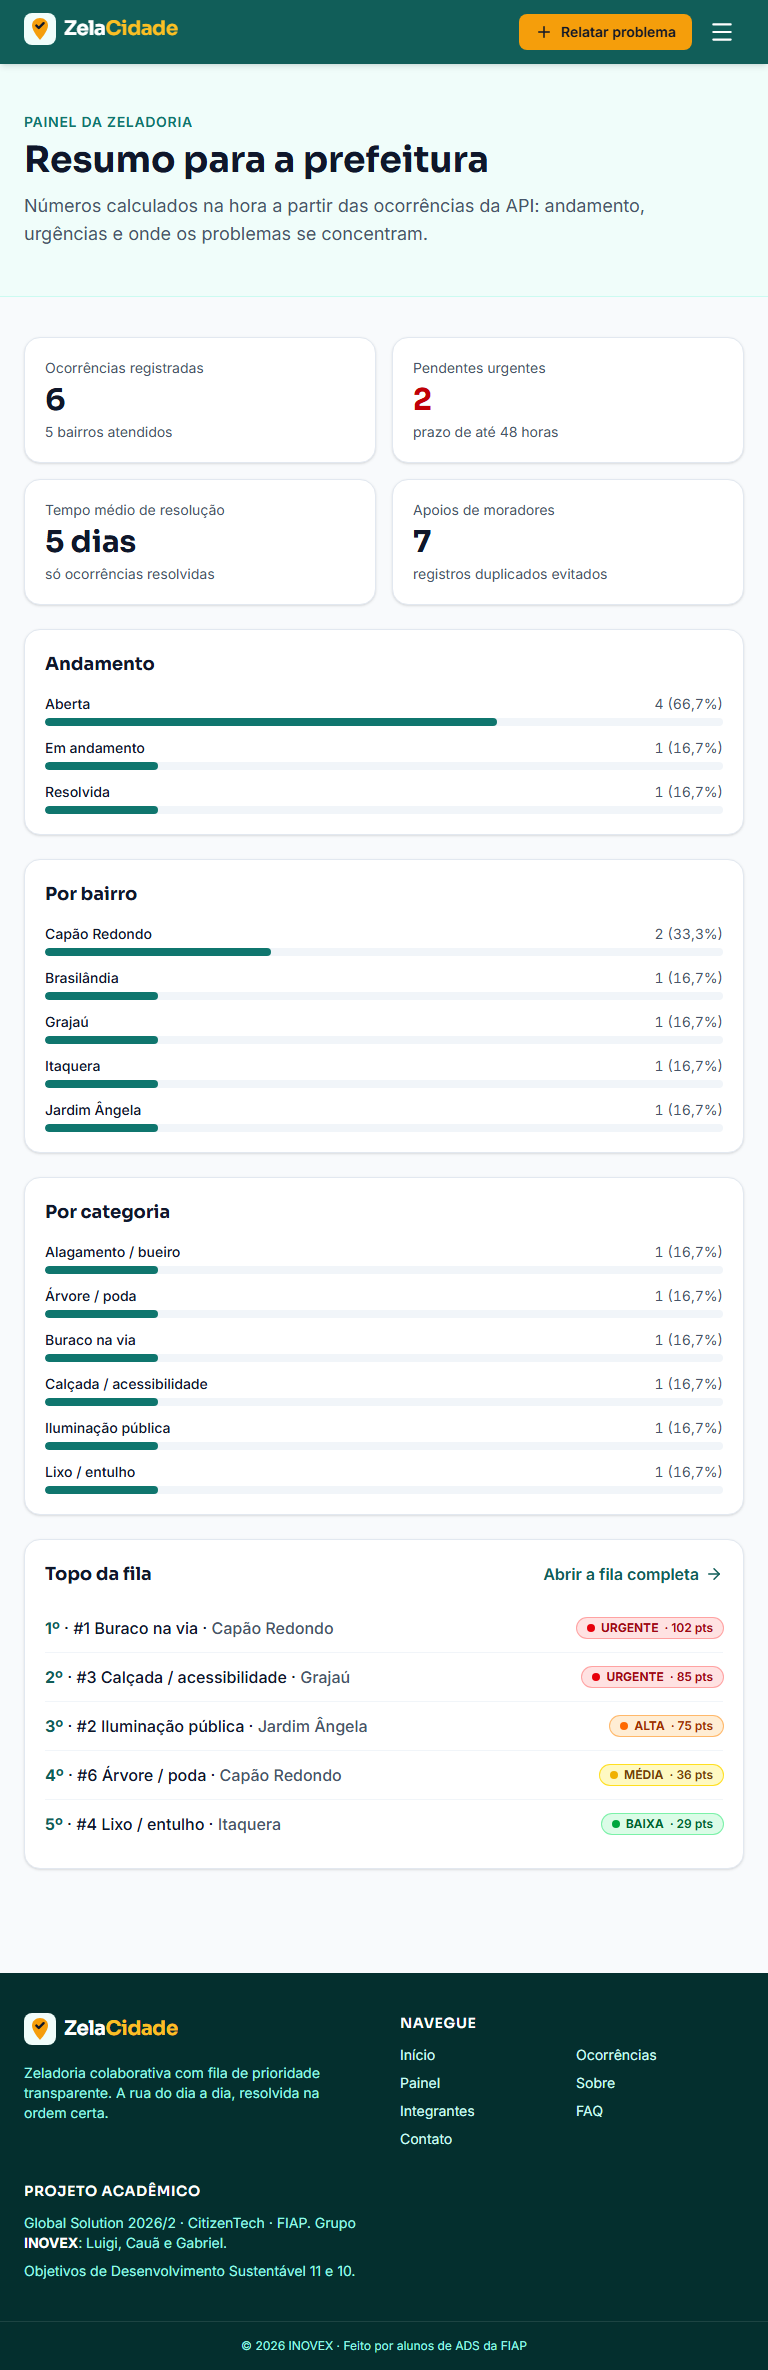 ZelaCidade
Relatar problema
PAINEL DA ZELADORIA
Resumo para a prefeitura
Números calculados na hora a partir das ocorrências da API: andamento,
urgências e onde os problemas se concentram.
Ocorrências registradas
6
5 bairros atendidos
Pendentes urgentes
2
prazo de até 48 horas
Tempo médio de resolução
5 dias
só ocorrências resolvidas
Apoios de moradores
7
registros duplicados evitados
Andamento
Aberta 4 (66,7%)
Em andamento 1 (16,7%)
Resolvida 1 (16,7%)
Por bairro
Capão Redondo 2 (33,3%)
Brasilândia 1 (16,7%)
Grajaú 1 (16,7%)
Itaquera 1 (16,7%)
Jardim Ângela 1 (16,7%)
Por categoria
Alagamento / bueiro 1 (16,7%)
Árvore / poda 1 (16,7%)
Buraco na via 1 (16,7%)
Calçada / acessibilidade 1 (16,7%)
Iluminação pública 1 (16,7%)
Lixo / entulho 1 (16,7%)
Topo da fila Abrir a fila completa →
1º · #1 Buraco na via · Capão Redondo URGENTE · 102 pts
2º · #3 Calçada / acessibilidade · Grajaú URGENTE · 85 pts
3º · #2 Iluminação pública · Jardim Ângela ALTA · 75 pts
4º · #6 Árvore / poda · Capão Redondo MÉDIA · 36 pts
5º · #4 Lixo / entulho · Itaquera BAIXA · 29 pts
ZelaCidade
Zeladoria colaborativa com fila de prioridade
transparente. A rua do dia a dia, resolvida na
ordem certa.
NAVEGUE
Início Ocorrências
Painel Sobre
Integrantes FAQ
Contato
PROJETO ACADÊMICO
Global Solution 2026/2 · CitizenTech · FIAP. Grupo
INOVEX: Luigi, Cauã e Gabriel.
Objetivos de Desenvolvimento Sustentável 11 e 10.
© 2026 INOVEX · Feito por alunos de ADS da FIAP